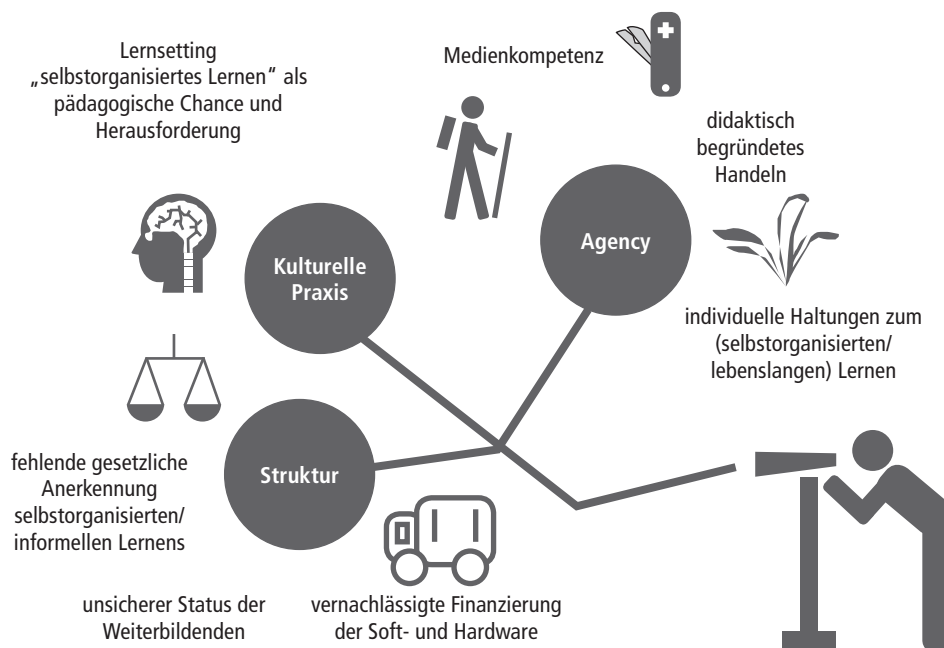 Lernsetting
„selbstorganisiertes Lernen“ als
pädagogische Chance und
Herausforderung
Medienkompetenz
didaktisch
begründetes
Handeln
Agency
Kulturelle
Praxis
individuelle Haltungen zum
(selbstorganisierten/
lebenslangen) Lernen
fehlende gesetzliche
Anerkennung
selbstorganisierten/
informellen Lernens
Struktur
unsicherer Status der
Weiterbildenden
vernachlässigte Finanzierung
der Soft- und Hardware